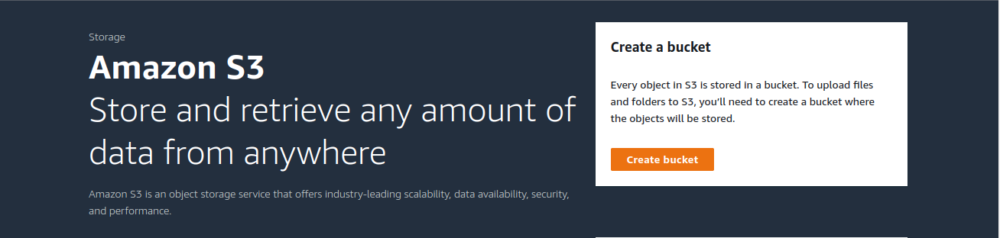 Storage
Amazon S3
Store and retrieve any amount of
data from anywhere
Amazon S3 is an object storage service that offers industry-leading scalability, data availability, security,
and performance.
Create a bucket
Every object in S3 is stored in a bucket. To upload files
and folders to S3, you’ll need to create a bucket where
the objects will be stored.
Create bucket